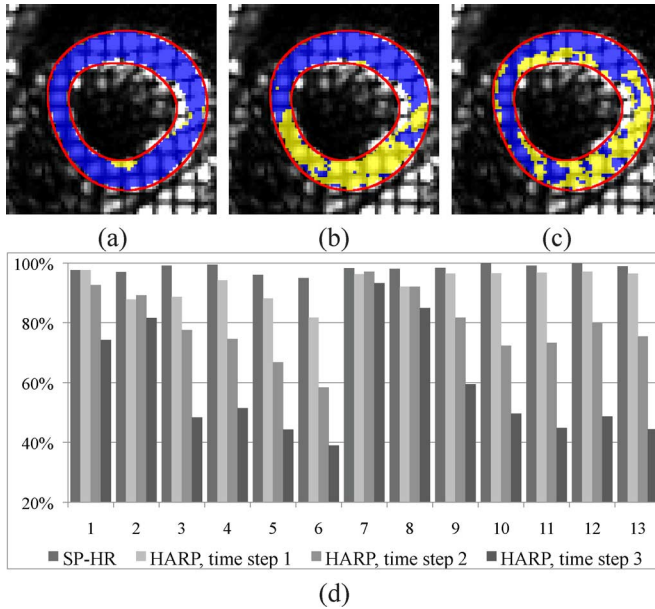 (a) (b) (c)
100%
80%
60%
40%
20%
1 2 3 4 5 6 7 8 9 10 11 12 13
SP-HR HARP, time step 1 HARP, time step 2 HARP, time step 3
(d)